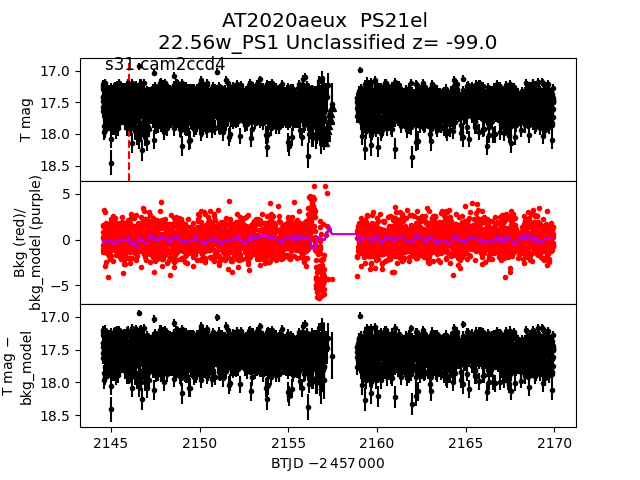 AT2020aeux  PS21el
22.56w_PS1 Unclassified z= -99.0
s31 cam2ccd4
17.0
17.5
18.0
18.5
T mag
5
0
−5
Bkg (red)/
bkg_model (purple)
17.0
17.5
18.0
18.5
T mag −
bkg_model
2145
2150
2155
2160
2165
2170
BTJD −2 457 000